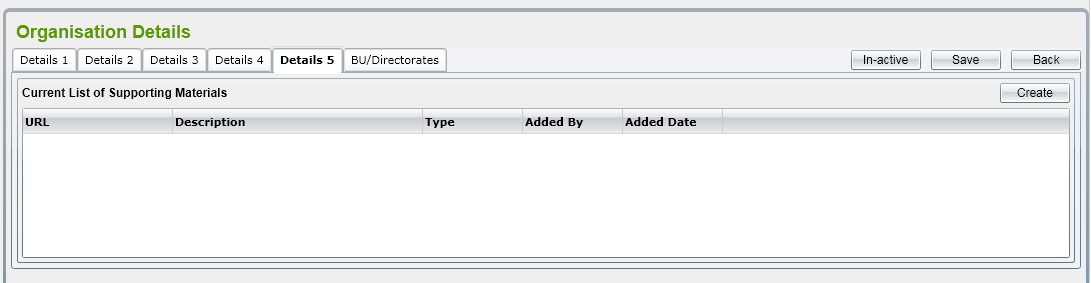 Organisation Details
Details 1 Details 2 Details 3 Details 4 Details 5 BU/Directorates In-active Save Back
Current List of Supporting Materials Create
URL Description Type Added By Added Date